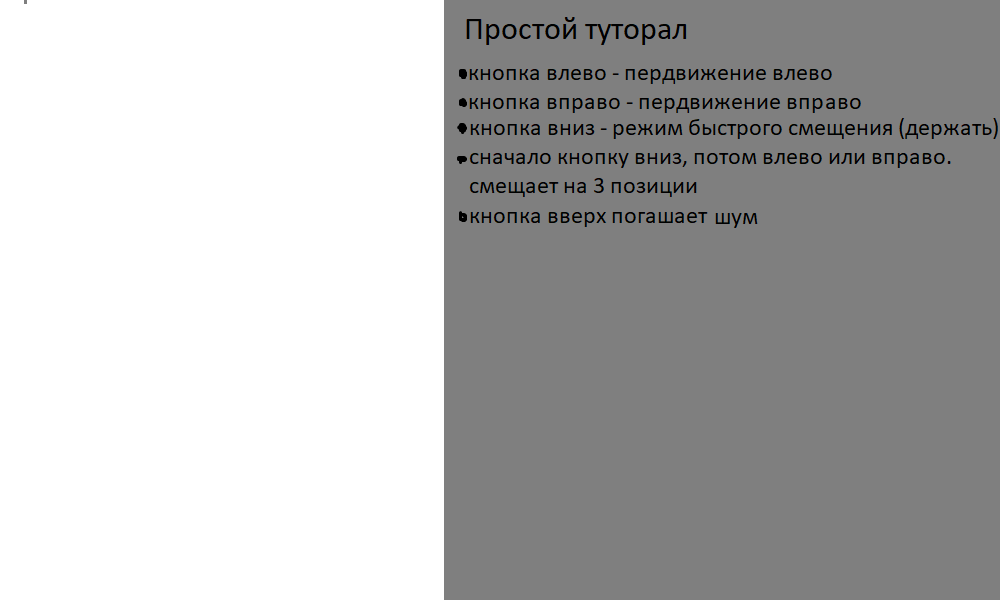 Простой туторал
кнопка влево - пердвижение влево
кнопка вправо - пердвижение вправо
кнопка вниз - режим быстрого смещения (держать)
сначало кнопку вниз, потом влево или вправо.
смещает на 3 позиции
кнопка вверх погашает шум